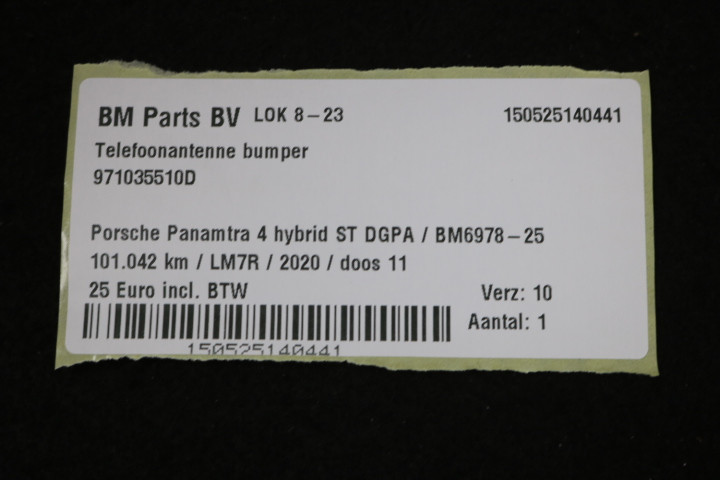 BM Parts BV LOK 8-23 150525140441
Telefoonantenne bumper
971035510D
Porsche Panamtra 4 hybrid ST DGPA / BM6978-25
101.042 km / LM7R / 2020 / doos 11
25 Euro incl. BTW Verz: 10
Aantal: 1
150525140441